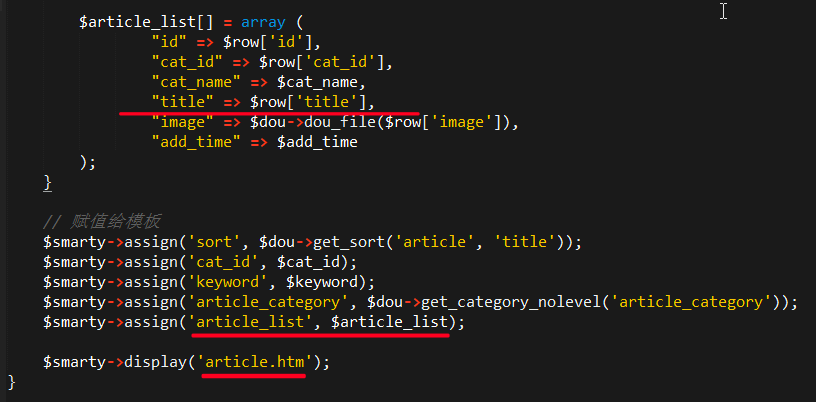 $article_list[] = array (
"id" => $row['id'],
"cat_id" => $row['cat_id'],
"cat_name" => $cat_name,
"title" => $row['title'],
"image" => $dou->dou_file($row['image']),
"add_time" => $add_time
);
}
// 赋值给模板
$smarty->assign('sort', $dou->get_sort('article', 'title'));
$smarty->assign('cat_id', $cat_id);
$smarty->assign('keyword', $keyword);
$smarty->assign('article_category', $dou->get_category_nolevel('article_category'));
$smarty->assign('article_list', $article_list);
$smarty->display('article.htm');
}